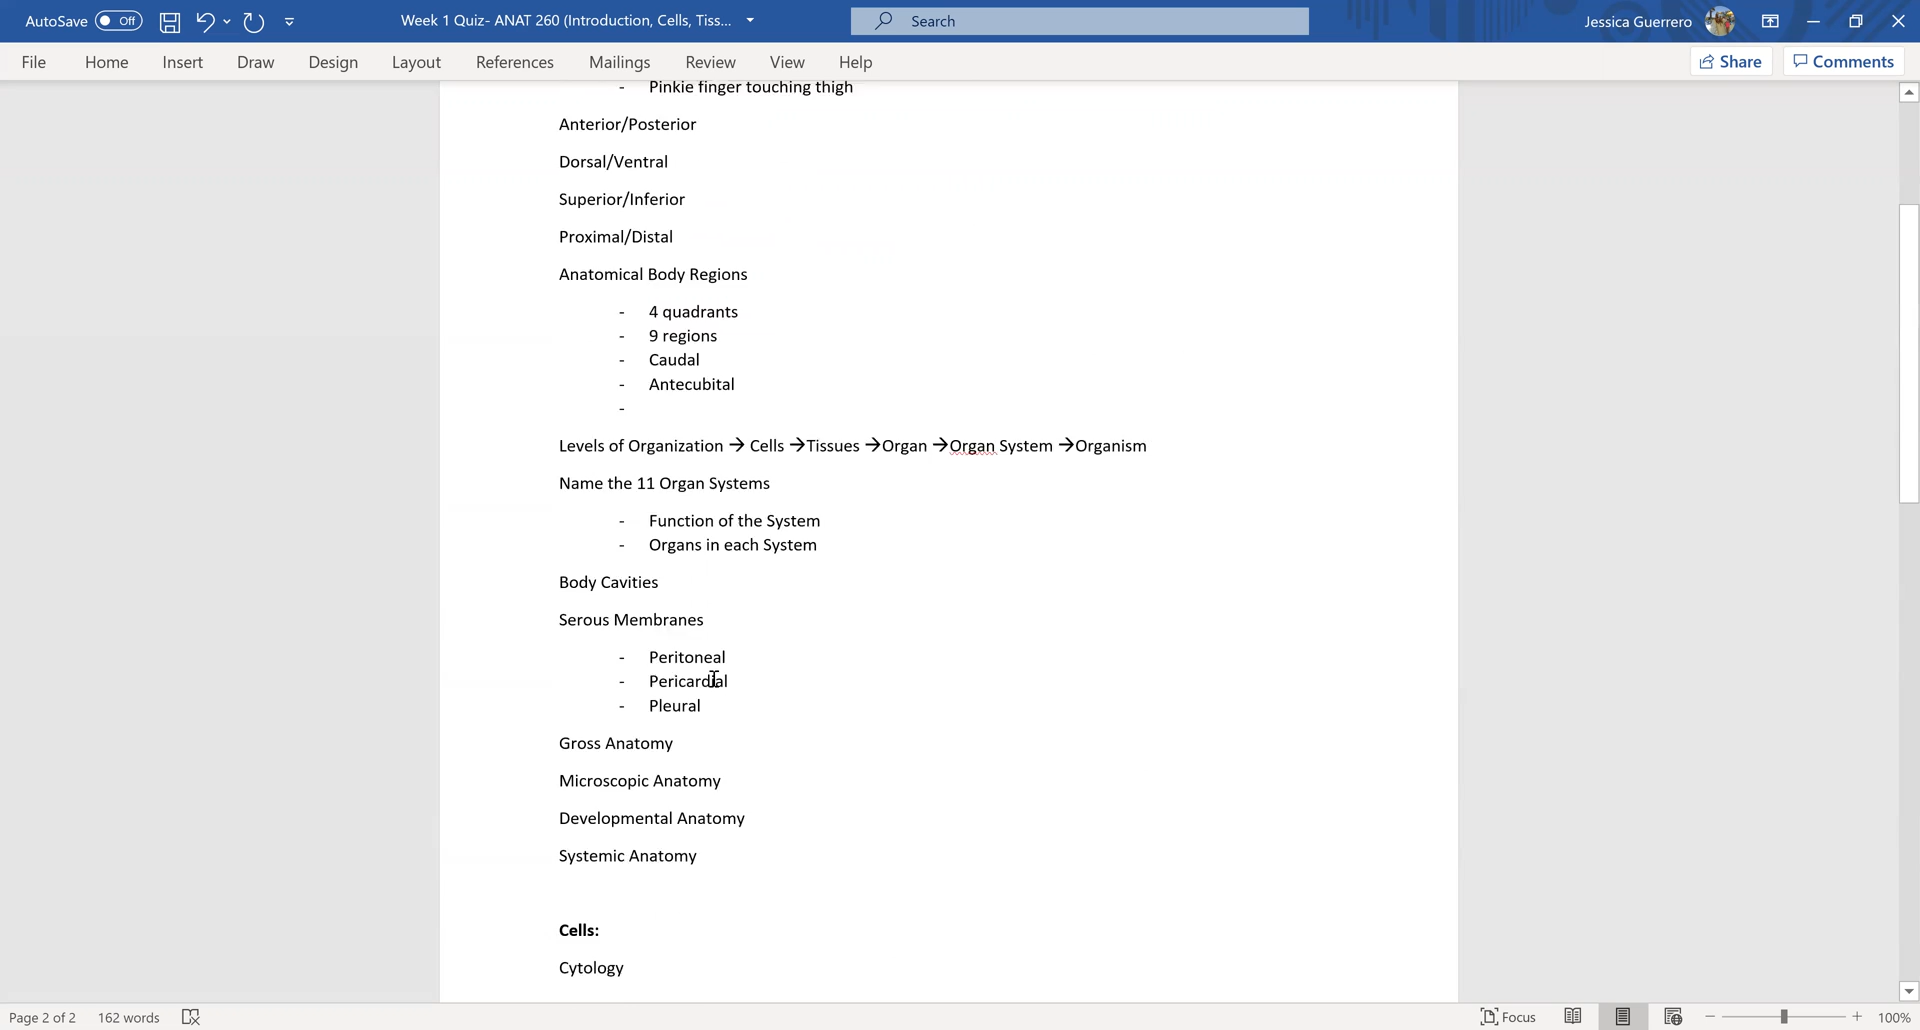 AutoSave Off Week 1 Quiz- ANAT 260 (Introduction, Cells, Tiss... Search Jessica Guerrero
File Home Insert Draw Design Layout References Mailings Review View Help Share Comments
- Pinkie finger touching thigh
Anterior/Posterior
Dorsal/Ventral
Superior/Inferior
Proximal/Distal
Anatomical Body Regions
- 4 quadrants
- 9 regions
- Caudal
- Antecubital
-
Levels of Organization → Cells →Tissues →Organ →Organ System →Organism
Name the 11 Organ Systems
- Function of the System
- Organs in each System
Body Cavities
Serous Membranes
- Peritoneal
- Pericardial
- Pleural
Gross Anatomy
Microscopic Anatomy
Developmental Anatomy
Systemic Anatomy
Cells:
Cytology
Page 2 of 2 162 words Focus 100%